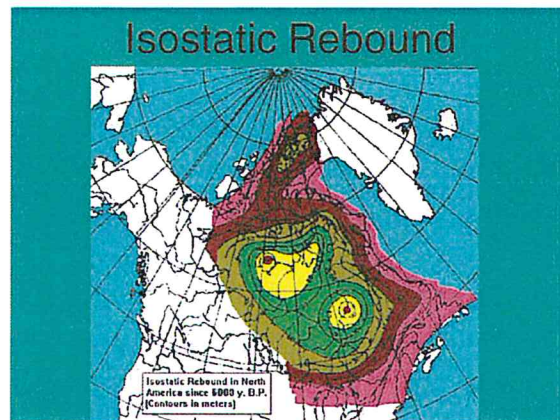 Isostatic Rebound
Isostatic Rebound in North
America since 6000 y. B.P.
(Contours in meters)